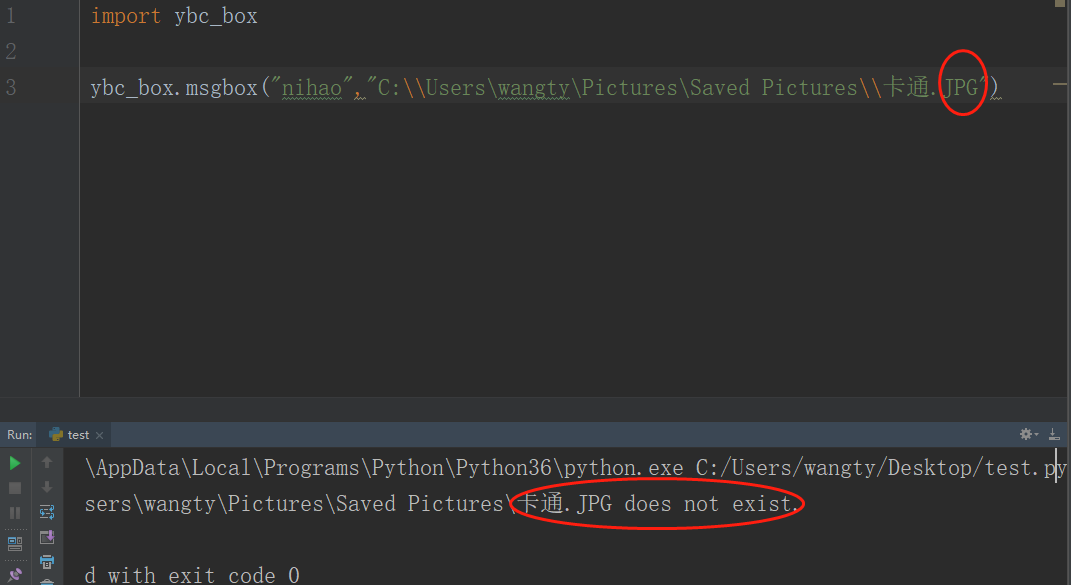 1 import ybc_box
2
3 ybc_box.msgbox("nihao","C:\\Users\wangty\Pictures\Saved Pictures\\卡通.JPG")
Run: test
\AppData\Local\Programs\Python\Python36\python.exe C:/Users/wangty/Desktop/test.py
sers\wangty\Pictures\Saved Pictures\卡通.JPG does not exist.
d with exit code 0